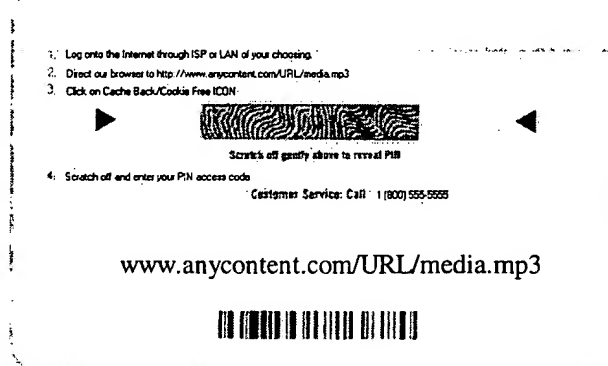 1. Log onto the Internet through ISP or LAN of your choosing.
2. Direct our browser to http://www.anycontent.com/URL/media.mp3
3. Click on Cache Back/Cookie Free ICON
Scratch off gently above to reveal PIN
4. Scratch off and enter your PIN access code
Customer Service: Call 1 (800) 555-5555
www.anycontent.com/URL/media.mp3